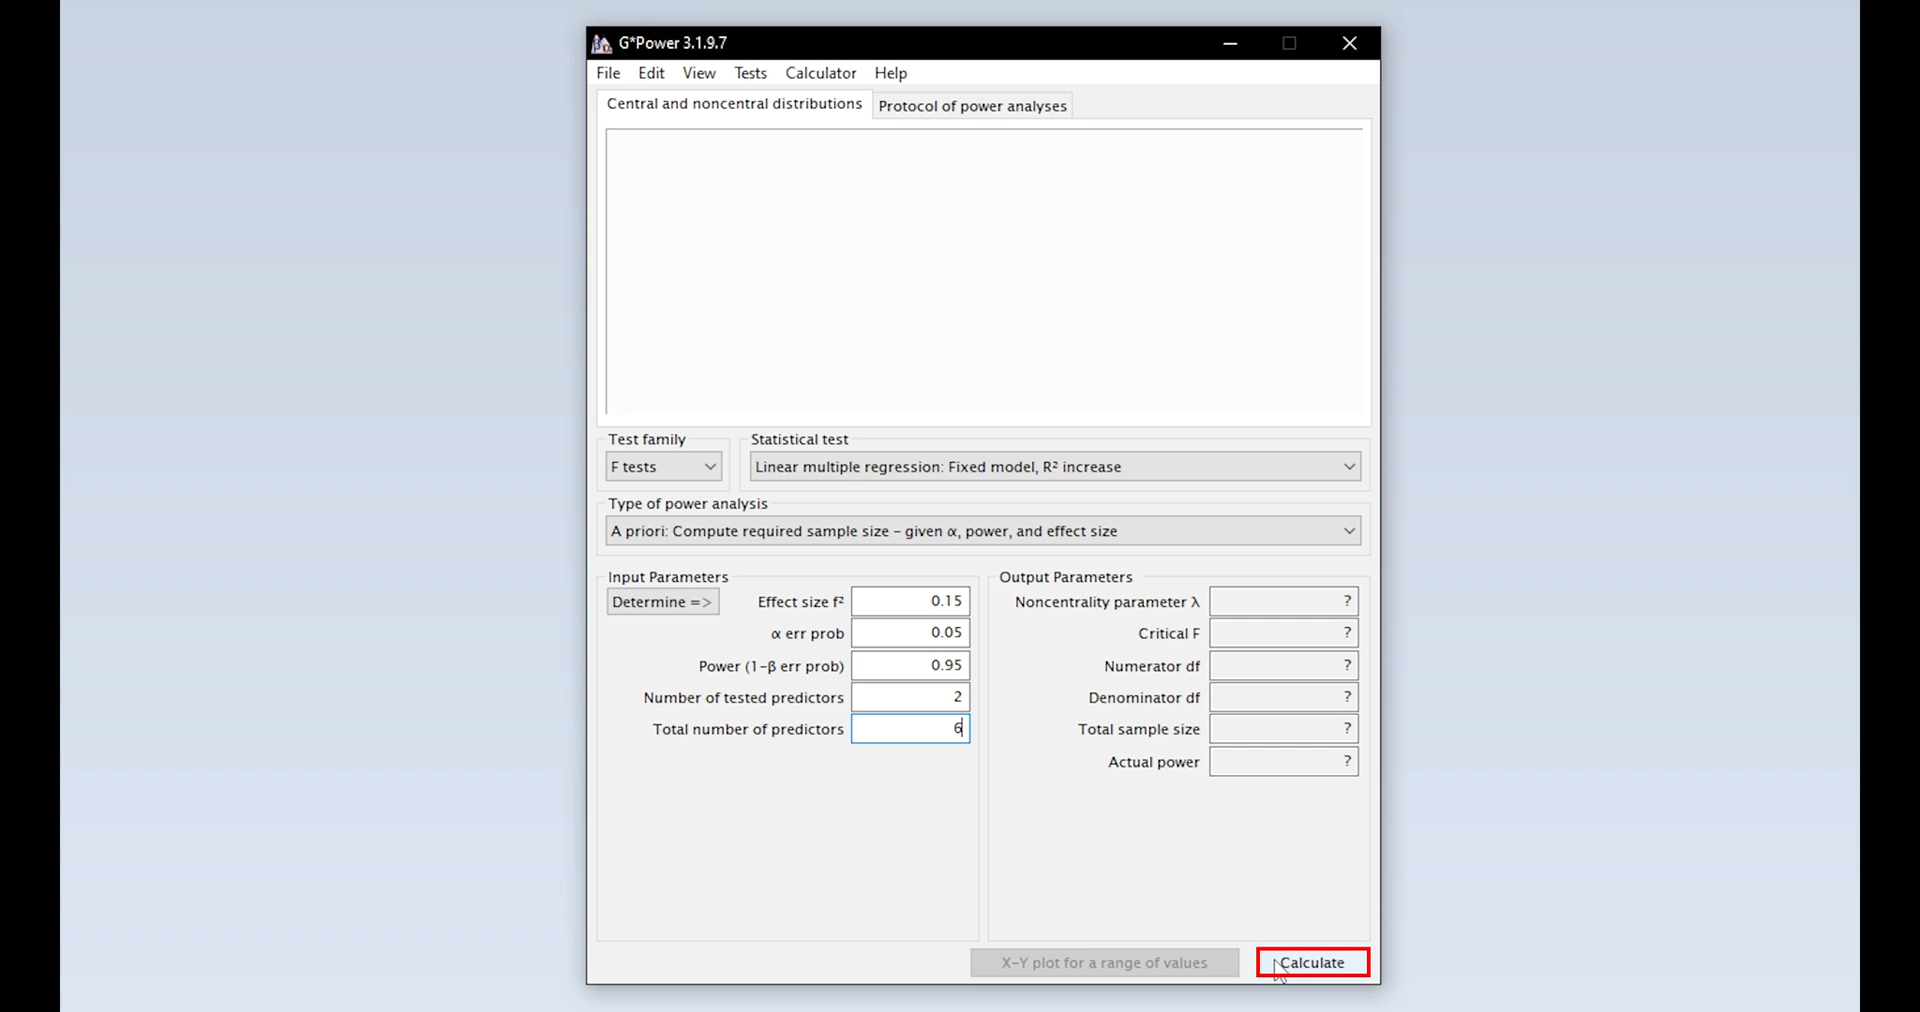 G*Power 3.1.9.7
File Edit View Tests Calculator Help
Central and noncentral distributions Protocol of power analyses
Test family Statistical test
F tests Linear multiple regression: Fixed model, R² increase
Type of power analysis
A priori: Compute required sample size - given α, power, and effect size
Input Parameters Output Parameters
Determine => Effect size f² 0.15 Noncentrality parameter λ ?
α err prob 0.05 Critical F ?
Power (1-β err prob) 0.95 Numerator df ?
Number of tested predictors 2 Denominator df ?
Total number of predictors 6 Total sample size ?
Actual power ?
X-Y plot for a range of values Calculate